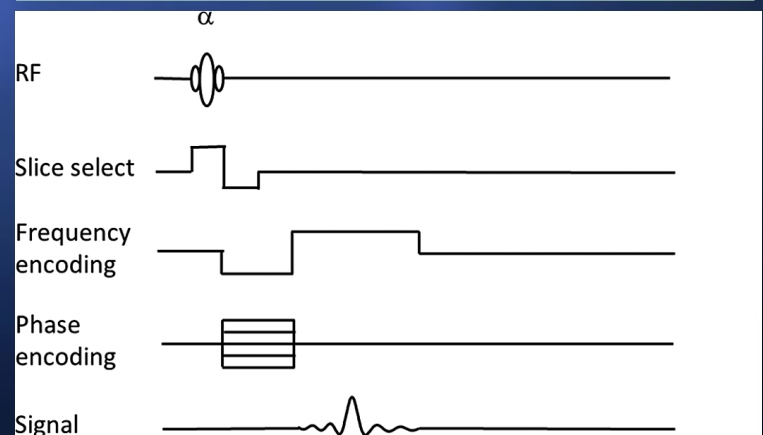 α
RF
Slice select
Frequency
encoding
Phase
encoding
Signal